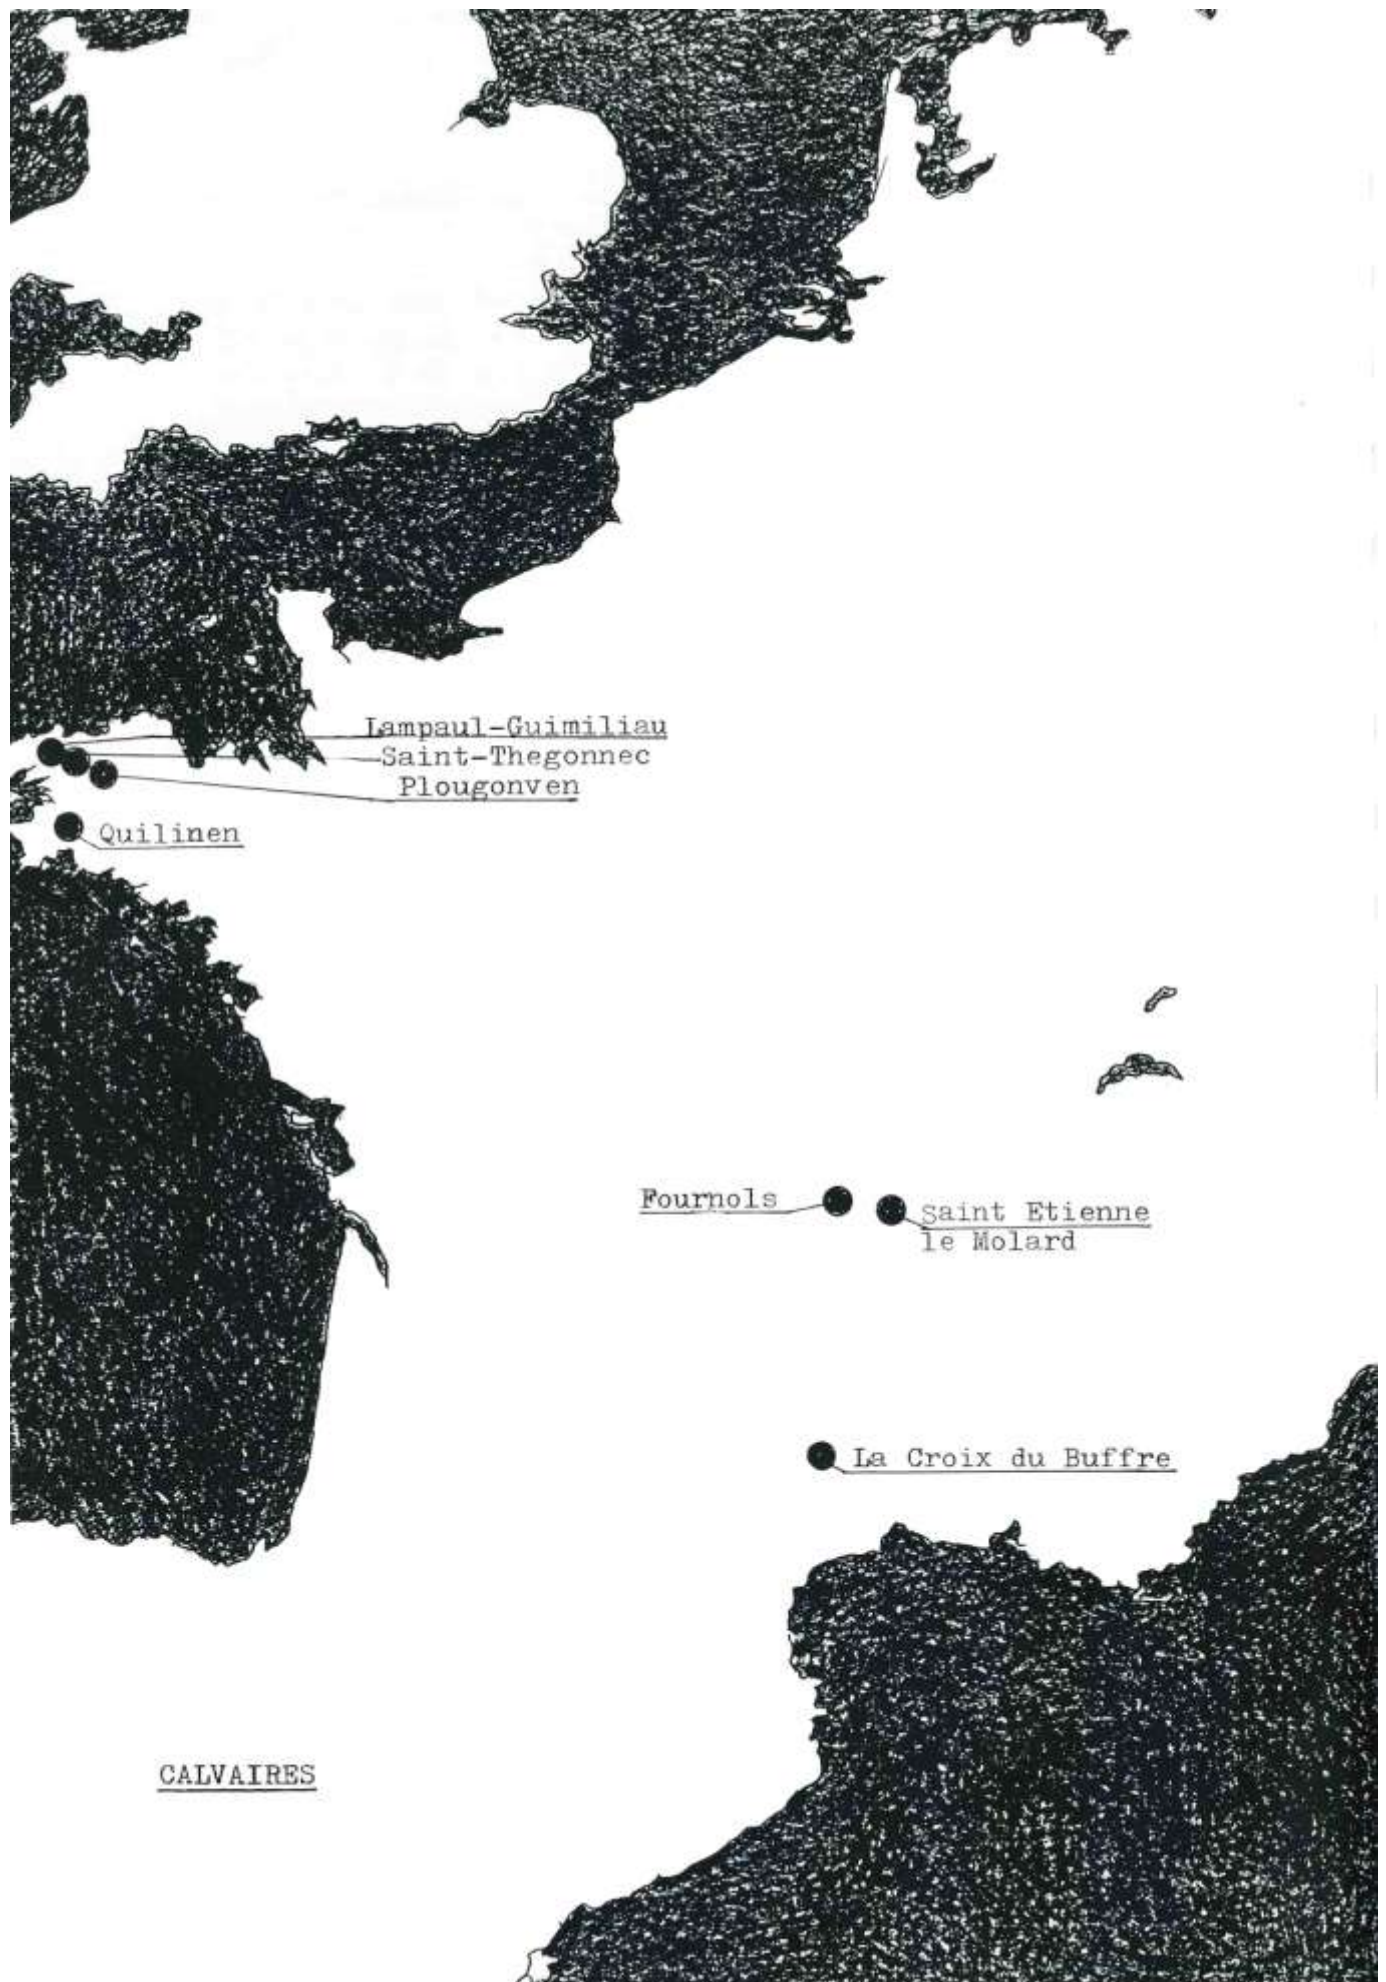 Lampaul-Guimiliau
Saint-Thegonnec
Plougonven
Quilinen
Fournols
Saint Etienne
le Molard
La Croix du Buffre
CALVAIRES